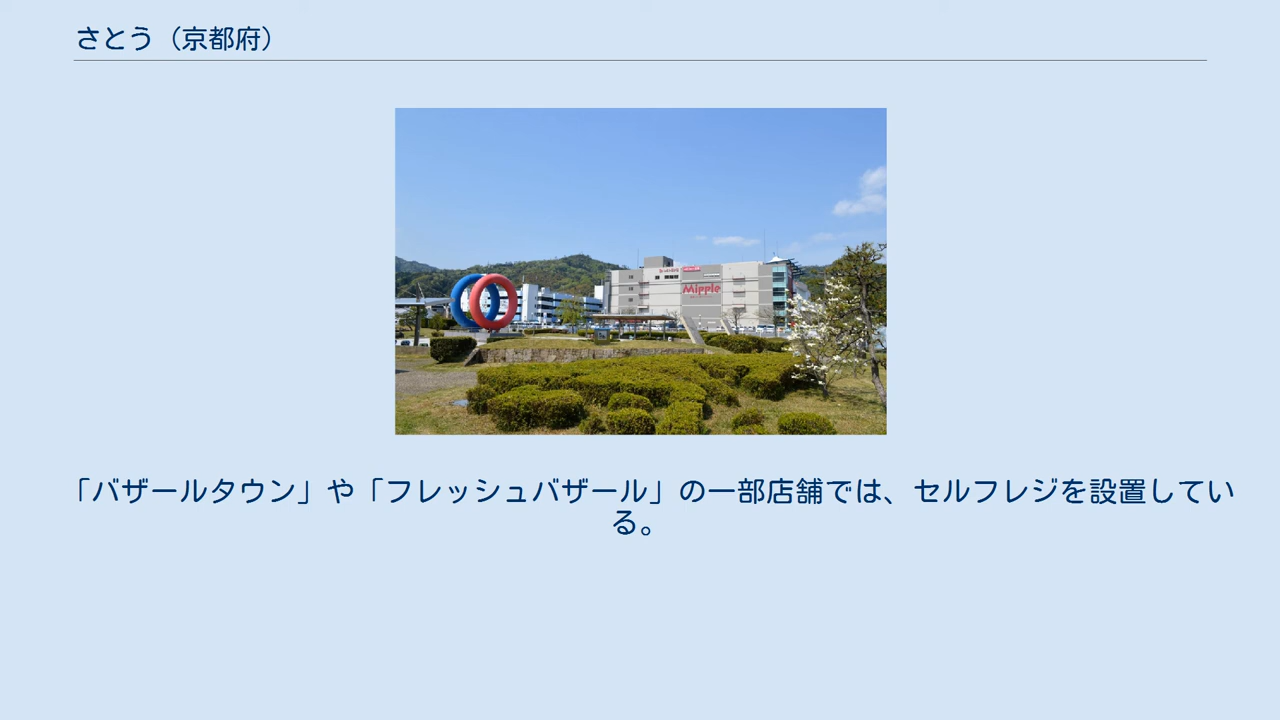 さとう（京都府）
Mipple
「バザールタウン」や「フレッシュバザール」の一部店舗では、セルフレジを設置してい
る。